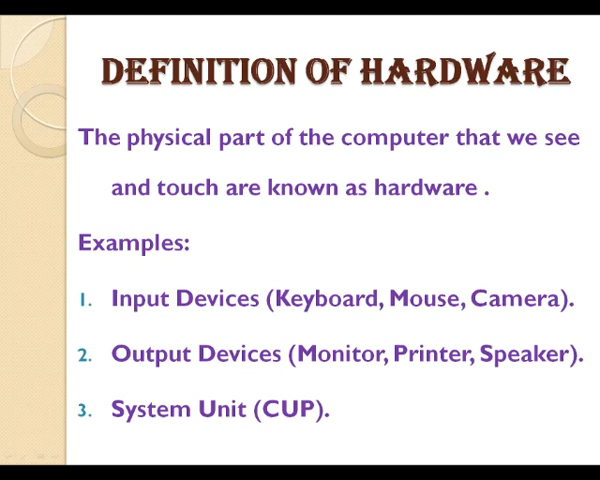 DEFINITION OF HARDWARE
The physical part of the computer that we see
and touch are known as hardware .
Examples:
1. Input Devices (Keyboard, Mouse, Camera).
2. Output Devices (Monitor, Printer, Speaker).
3. System Unit (CUP).